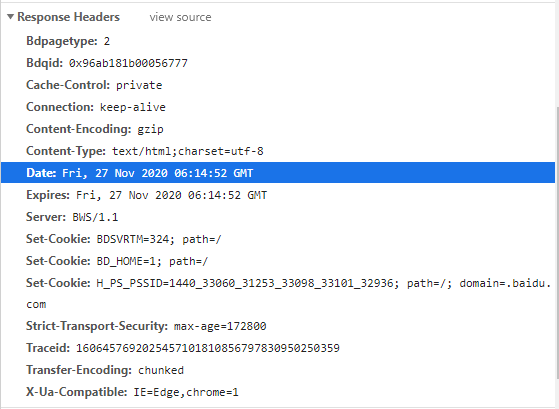 Response Headers view source
Bdpagetype: 2
Bdqid: 0x96ab181b00056777
Cache-Control: private
Connection: keep-alive
Content-Encoding: gzip
Content-Type: text/html;charset=utf-8
Date: Fri, 27 Nov 2020 06:14:52 GMT
Expires: Fri, 27 Nov 2020 06:14:52 GMT
Server: BWS/1.1
Set-Cookie: BDSVRTM=324; path=/
Set-Cookie: BD_HOME=1; path=/
Set-Cookie: H_PS_PSSID=1440_33060_31253_33098_33101_32936; path=/; domain=.baidu.
com
Strict-Transport-Security: max-age=172800
Traceid: 1606457692025457101810856797830950250359
Transfer-Encoding: chunked
X-Ua-Compatible: IE=Edge,chrome=1